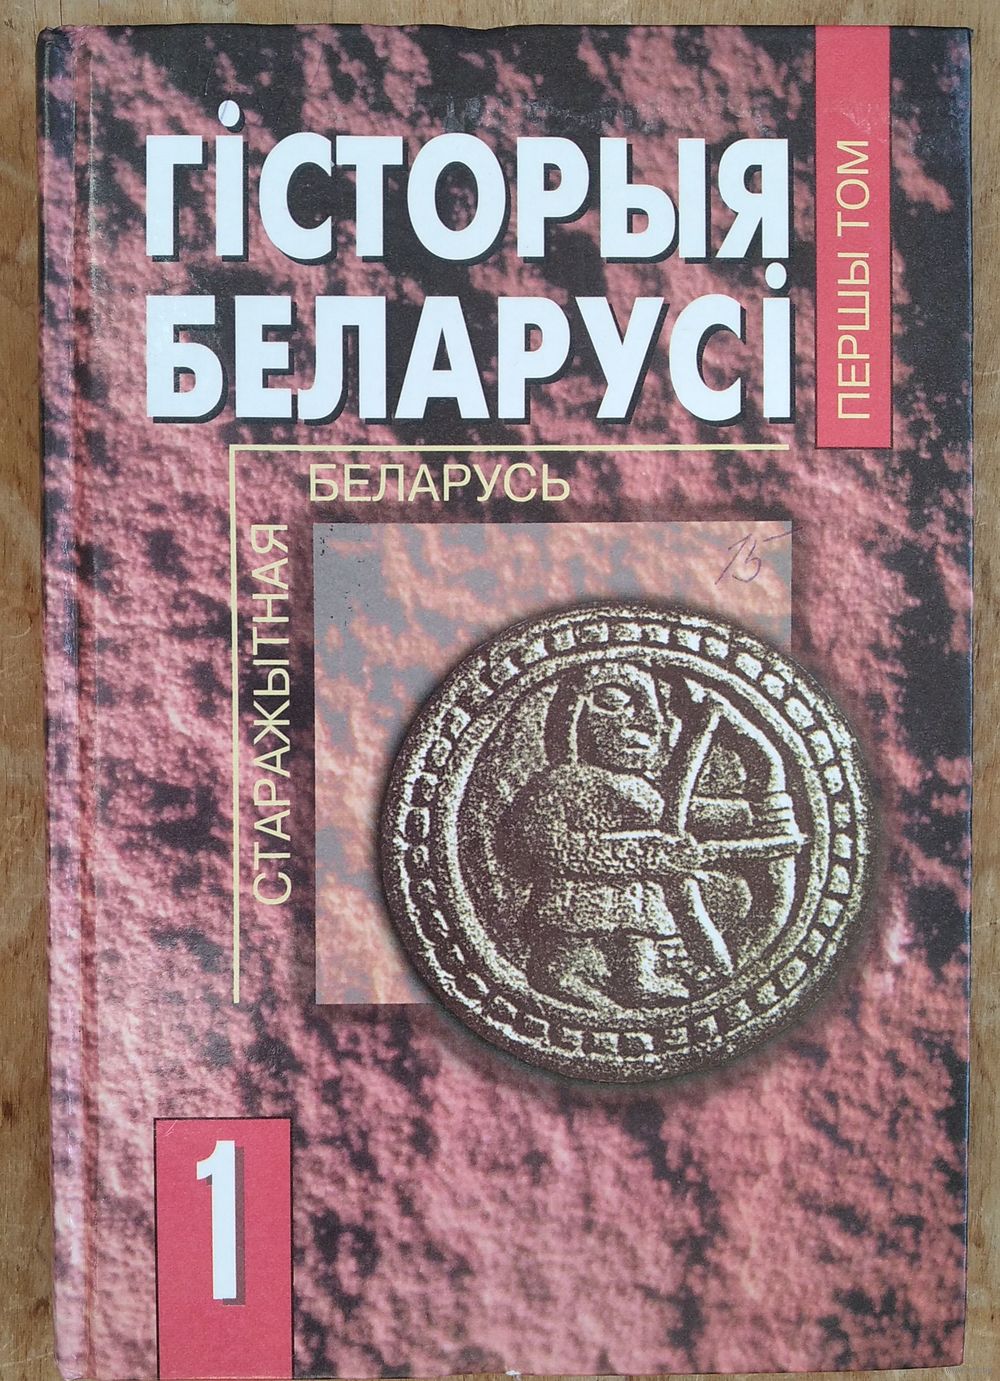 ГІСТОРЫЯ
БЕЛАРУСІ
ПЕРШЫ ТОМ
СТАРАЖЫТНАЯ
БЕЛАРУСЬ
15
1